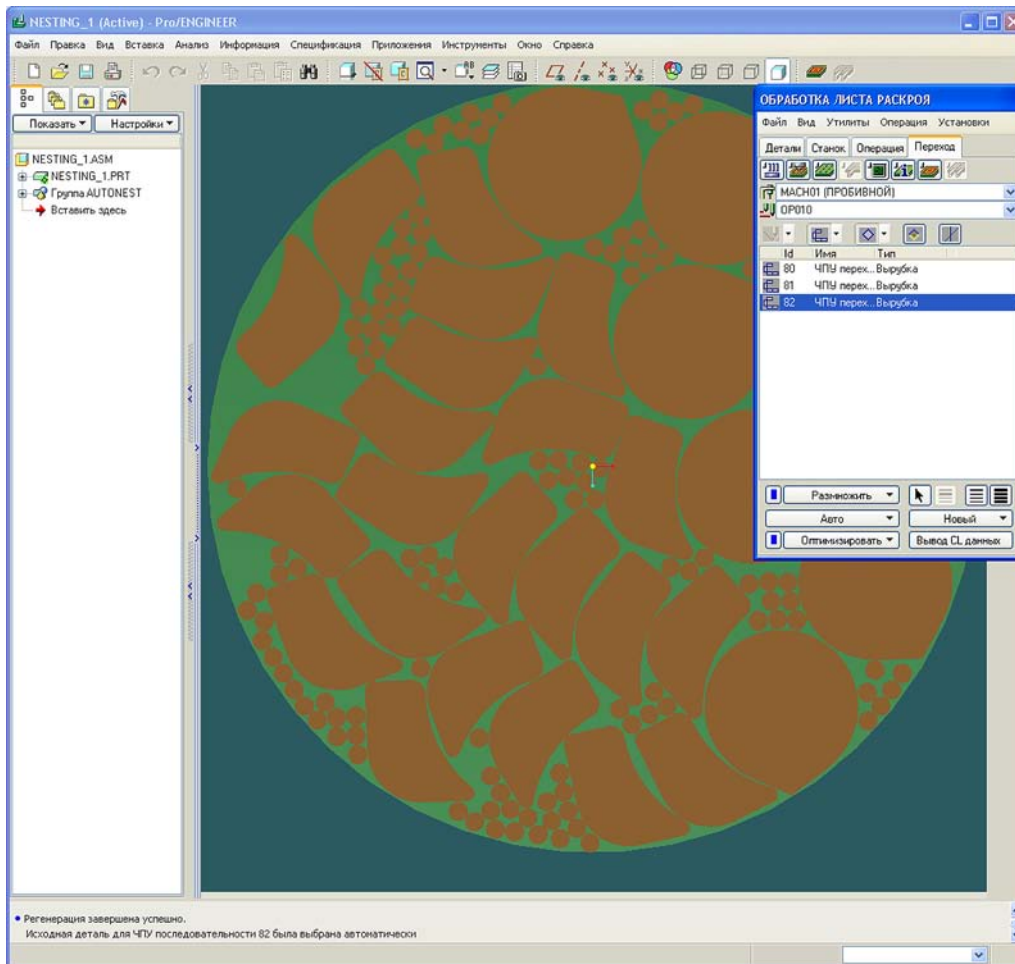 NESTING_1 (Active) - Pro/ENGINEER
Файл Правка Вид Вставка Анализ Информация Спецификация Приложения Инструменты Окно Справка
Показать Настройки
NESTING_1.ASM
NESTING_1.PRT
Группа AUTONEST
Вставить здесь
ОБРАБОТКА ЛИСТА РАСКРОЯ
Файл Вид Утилиты Операция Установки
Детали Станок Операция Переход
MACH01 (ПРОБИВНОЙ)
OP010
Id Имя Тип
80 ЧПУ перех... Вырубка
81 ЧПУ перех... Вырубка
82 ЧПУ перех... Вырубка
Размножить
Авто Новый
Оптимизировать Вывод CL данных
Регенерация завершена успешно.
Исходная деталь для ЧПУ последовательности 82 была выбрана автоматически